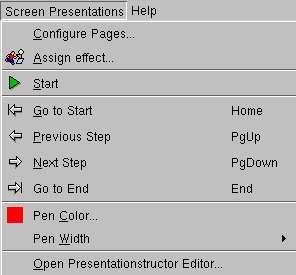 Screen Presentations Help
Configure Pages...
Assign effect...
Start
Go to Start Home
Previous Step PgUp
Next Step PgDown
Go to End End
Pen Color...
Pen Width
Open Presentationstructor Editor...